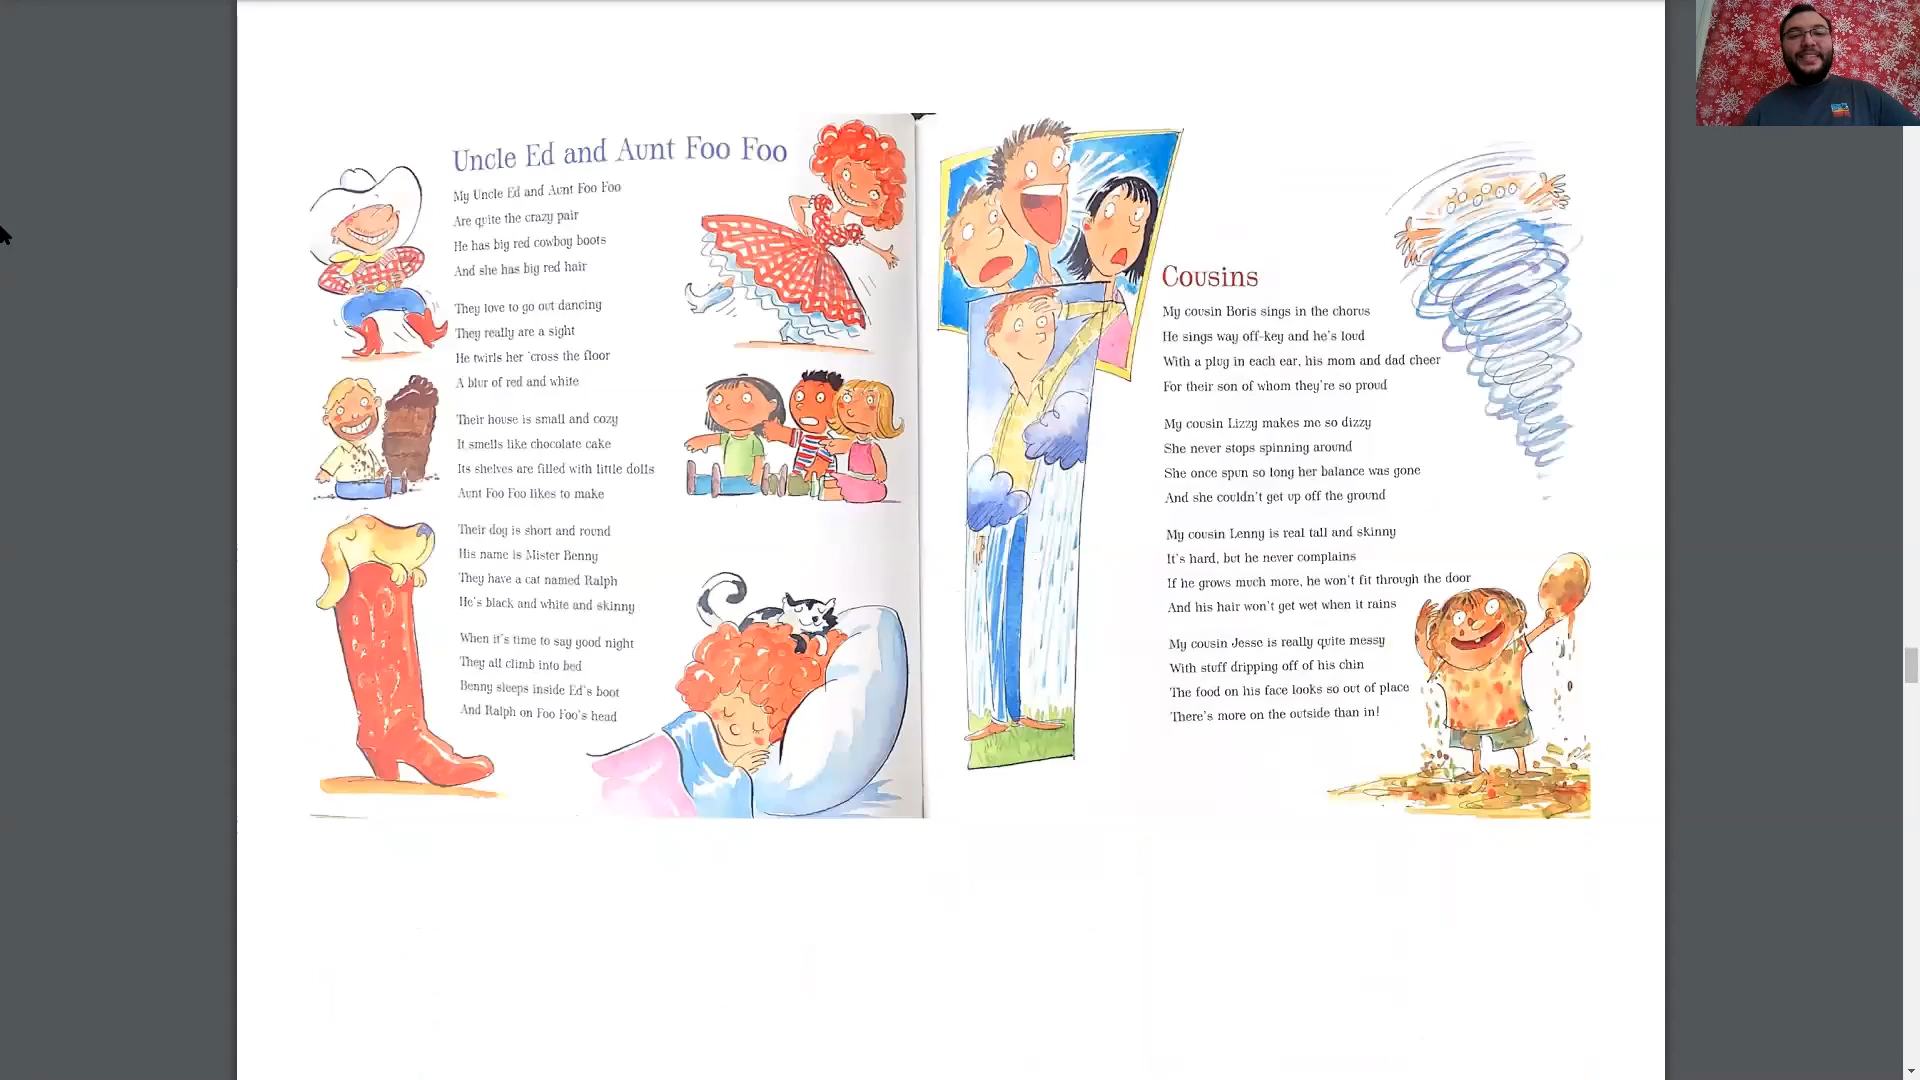 Uncle Ed and Aunt Foo Foo
My Uncle Ed and Aunt Foo Foo
Are quite the crazy pair
He has big red cowboy boots
And she has big red hair
They love to go out dancing
They really are a sight
He twirls her 'cross the floor
A blur of red and white
Their house is small and cozy
It smells like chocolate cake
Its shelves are filled with little dolls
Aunt Foo Foo likes to make
Their dog is short and round
His name is Mister Benny
They have a cat named Ralph
He's black and white and skinny
When it's time to say good night
They all climb into bed
Benny sleeps inside Ed's boot
And Ralph on Foo Foo's head
Cousins
My cousin Boris sings in the chorus
He sings way off-key and he's loud
With a plug in each ear, his mom and dad cheer
For their son of whom they're so proud
My cousin Lizzy makes me so dizzy
She never stops spinning around
She once spun so long her balance was gone
And she couldn't get up off the ground
My cousin Lenny is real tall and skinny
It's hard, but he never complains
If he grows much more, he won't fit through the door
And his hair won't get wet when it rains
My cousin Jesse is really quite messy
With stuff dripping off of his chin
The food on his face looks so out of place
There's more on the outside than in!